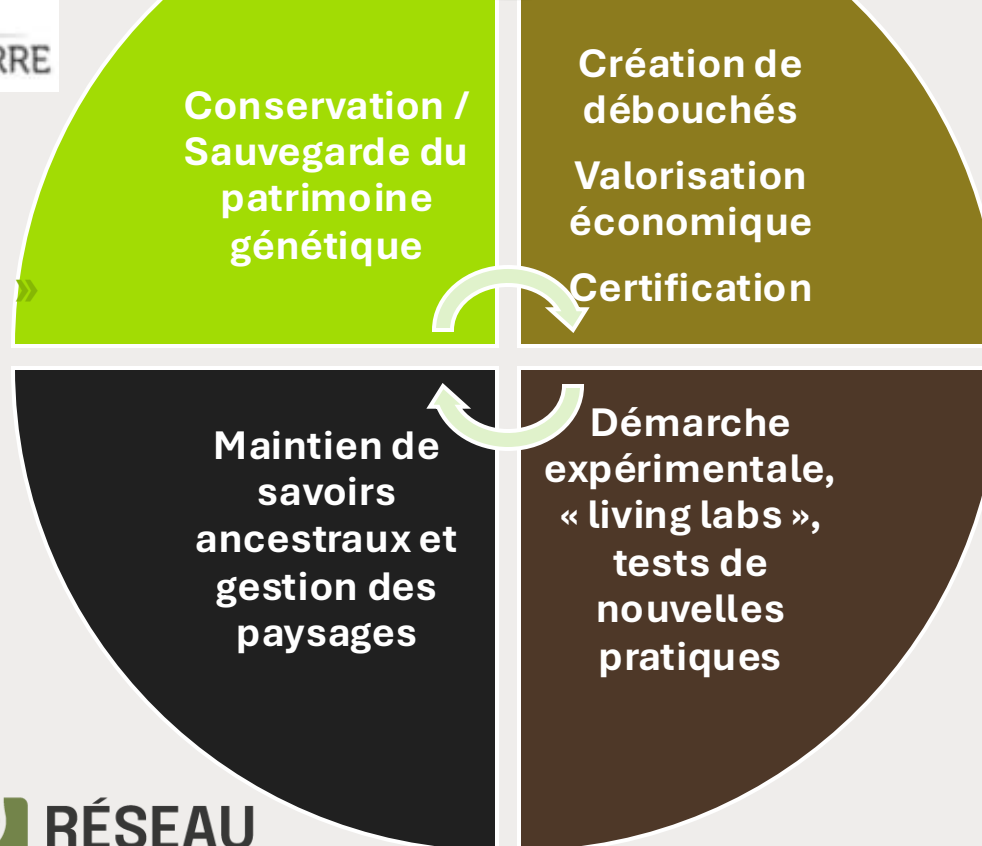 RRE
Conservation /
Sauvegarde du
patrimoine
génétique
»
Création de
débouchés
Valorisation
économique
Certification
Maintien de
savoirs
ancestraux et
gestion des
paysages
Démarche
expérimentale,
« living labs »,
tests de
nouvelles
pratiques
RÉSEAU